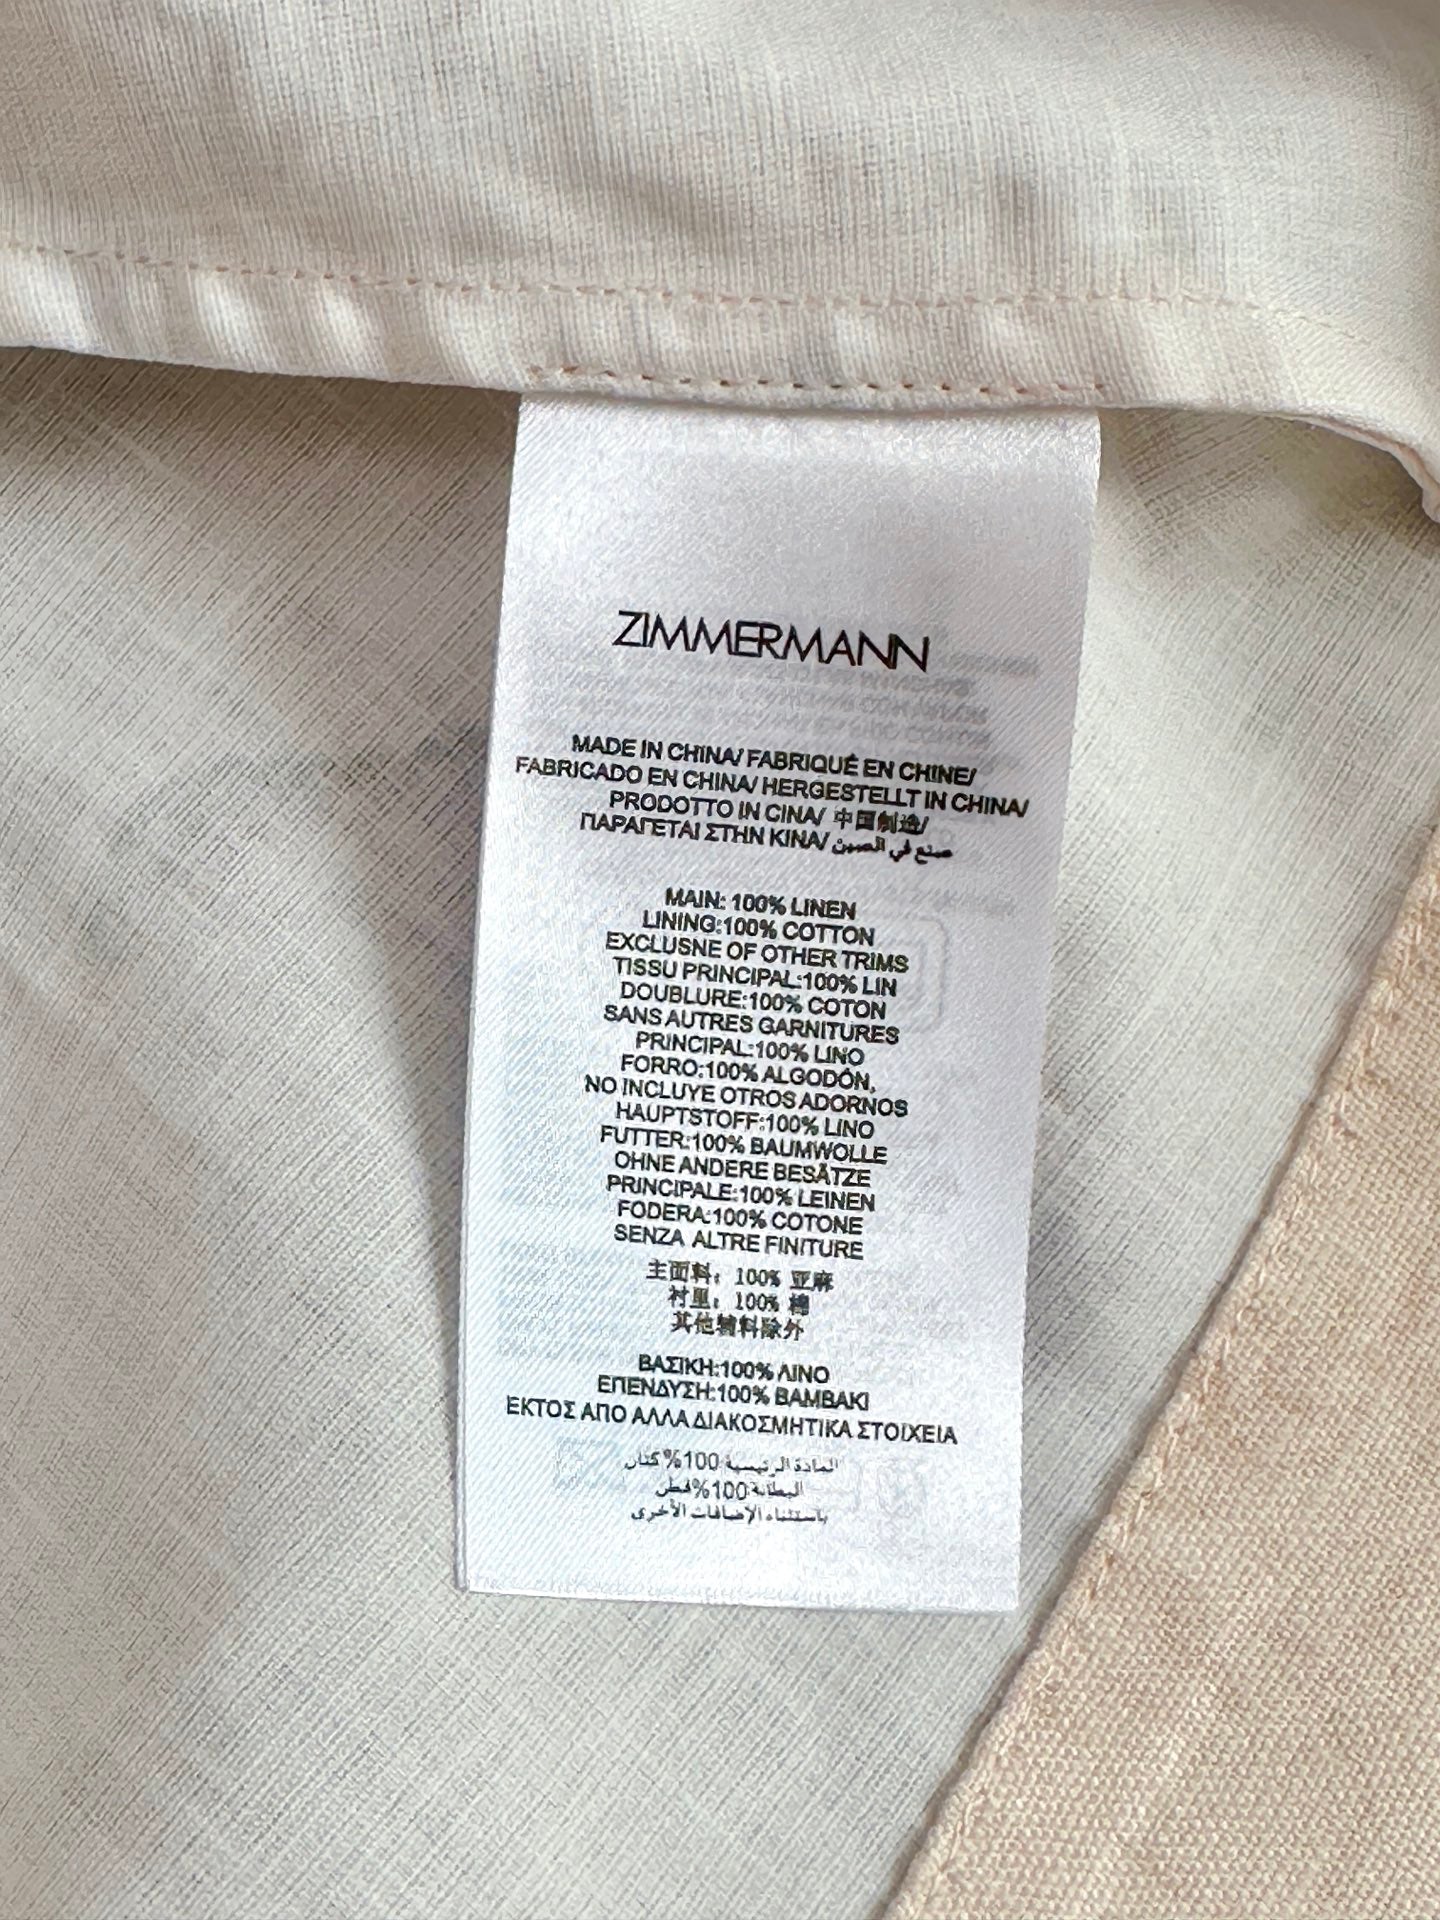 ZIMMERMANN
MADE IN CHINA/ FABRIQUÉ EN CHINE/
FABRICADO EN CHINA/ HERGESTELLT IN CHINA/
PRODOTTO IN CINA/ 中国制造/
ΠΑΡΑΓΕΤΑΙ ΣΤΗΝ ΚΙΝΑ/ صنع في الصين
MAIN: 100% LINEN
LINING:100% COTTON
EXCLUSNE OF OTHER TRIMS
TISSU PRINCIPAL:100% LIN
DOUBLURE:100% COTON
SANS AUTRES GARNITURES
PRINCIPAL:100% LINO
FORRO:100% ALGODÓN,
NO INCLUYE OTROS ADORNOS
HAUPTSTOFF:100% LINO
FUTTER:100% BAUMWOLLE
OHNE ANDERE BESÄTZE
PRINCIPALE:100% LEINEN
FODERA:100% COTONE
SENZA ALTRE FINITURE
主面料：100% 亚麻
衬里：100% 棉
其他辅料除外
ΒΑΣΙΚΗ:100% ΛΙΝΟ
ΕΠΕΝΔΥΣΗ:100% ΒΑΜΒΑΚΙ
ΕΚΤΟΣ ΑΠΟ ΑΛΛΑ ΔΙΑΚΟΣΜΗΤΙΚΑ ΣΤΟΙΧΕΙΑ
المادة الرئيسية:100% كتان
البطانة:100% قطن
باستثناء الإضافات الأخرى